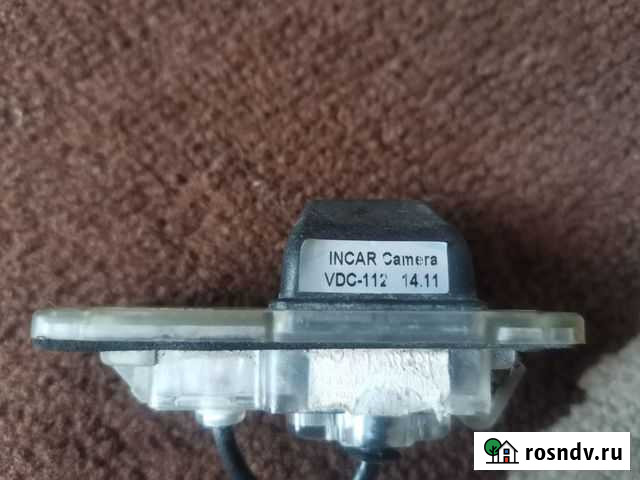 INCAR Camera
VDC-112 14.11
rosndv.ru